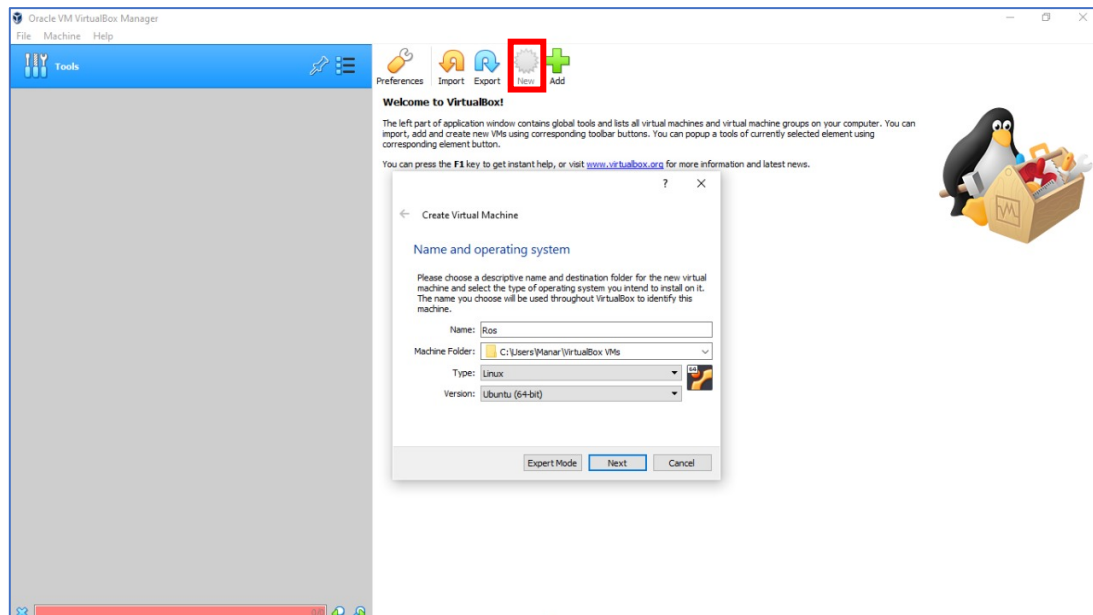 Oracle VM VirtualBox Manager
File Machine Help
Tools
Preferences Import Export New Add
Welcome to VirtualBox!
The left part of application window contains global tools and lists all virtual machines and virtual machine groups on your computer. You can
import, add and create new VMs using corresponding toolbar buttons. You can popup a tools of currently selected element using
corresponding element button.
You can press the F1 key to get instant help, or visit www.virtualbox.org for more information and latest news.
?
Create Virtual Machine
Name and operating system
Please choose a descriptive name and destination folder for the new virtual
machine and select the type of operating system you intend to install on it.
The name you choose will be used throughout VirtualBox to identify this
machine.
Name: Ros
Machine Folder: C:\Users\Manar\VirtualBox VMs
Type: Linux
64
Version: Ubuntu (64-bit)
Expert Mode Next Cancel
0/0